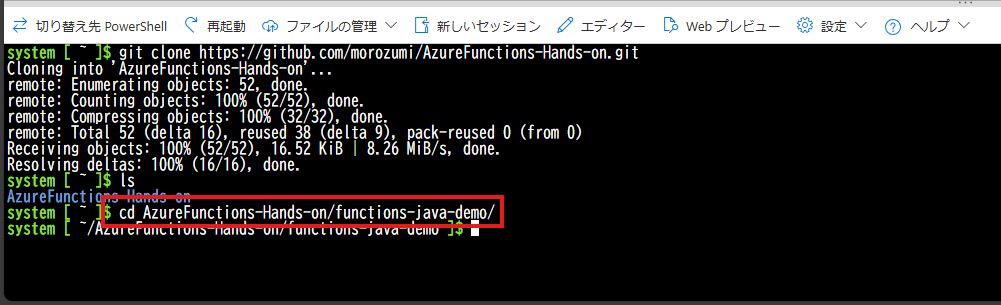 切り替え先 PowerShell 再起動 ファイルの管理 新しいセッション エディター Web プレビュー 設定 ヘルプ
system [ ~ ]$ git clone https://github.com/morozumi/AzureFunctions-Hands-on.git
Cloning into 'AzureFunctions-Hands-on'...
remote: Enumerating objects: 52, done.
remote: Counting objects: 100% (52/52), done.
remote: Compressing objects: 100% (32/32), done.
remote: Total 52 (delta 16), reused 38 (delta 9), pack-reused 0 (from 0)
Receiving objects: 100% (52/52), 16.52 KiB | 8.26 MiB/s, done.
Resolving deltas: 100% (16/16), done.
system [ ~ ]$ ls
AzureFunctions-Hands-on
system [ ~ ]$ cd AzureFunctions-Hands-on/functions-java-demo/
system [ ~/AzureFunctions-Hands-on/functions-java-demo ]$